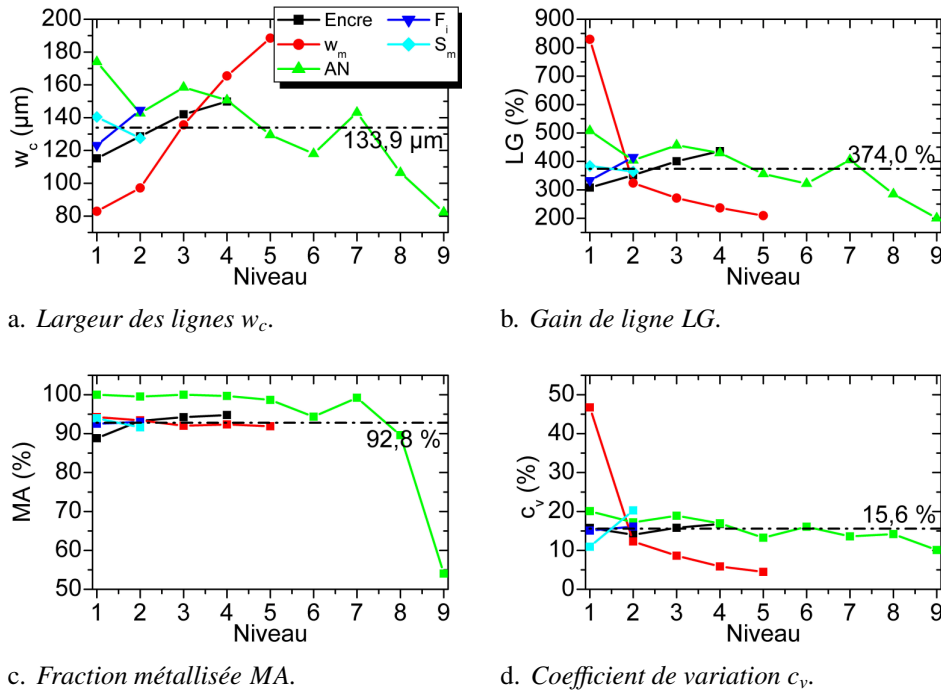 200
180
160
140
120
100
80
w_c (µm)
Encre
w_m
AN
F_i
S_m
133,9 µm
1 2 3 4 5 6 7 8 9
Niveau
a. Largeur des lignes w_c.
900
800
700
600
500
400
300
200
LG (%)
374,0 %
1 2 3 4 5 6 7 8 9
Niveau
b. Gain de ligne LG.
100
90
80
70
60
50
MA (%)
92,8 %
1 2 3 4 5 6 7 8 9
Niveau
c. Fraction métallisée MA.
50
40
30
20
10
0
c_v (%)
15,6 %
1 2 3 4 5 6 7 8 9
Niveau
d. Coefficient de variation c_v.